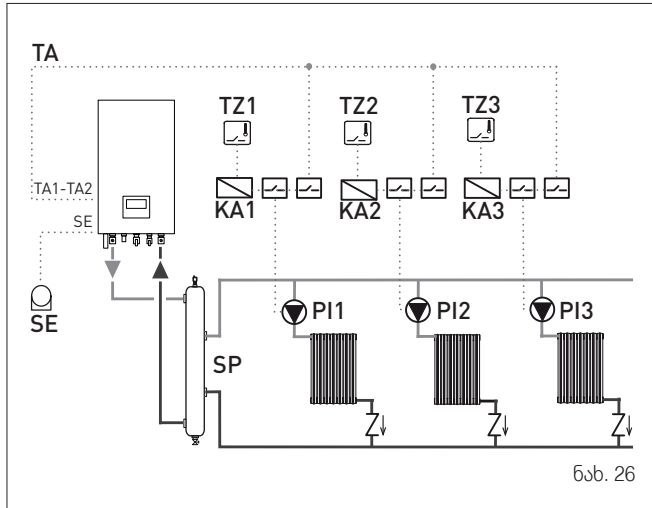 TA
TZ1 TZ2 TZ3
TA1-TA2
KA1 KA2 KA3
SE
SE
PI1 PI2 PI3
SP
ნახ. 26